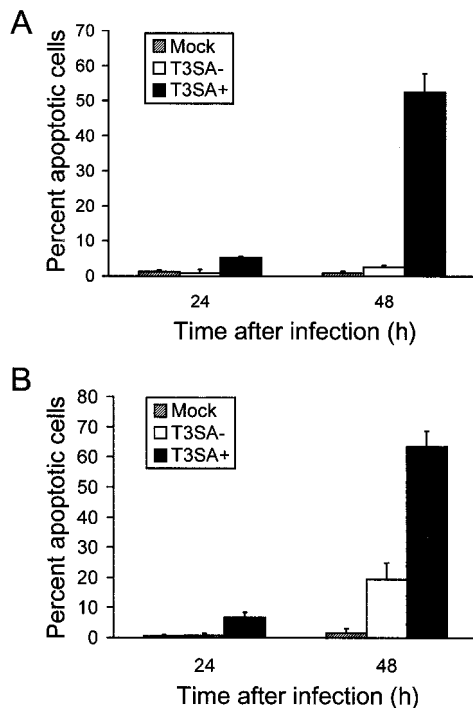 A
Percent apoptotic cells
70
60
50
40
30
20
10
0
Mock
T3SA-
T3SA+
24 48
Time after infection (h)
B
Percent apoptotic cells
80
70
60
50
40
30
20
10
0
Mock
T3SA-
T3SA+
24 48
Time after infection (h)